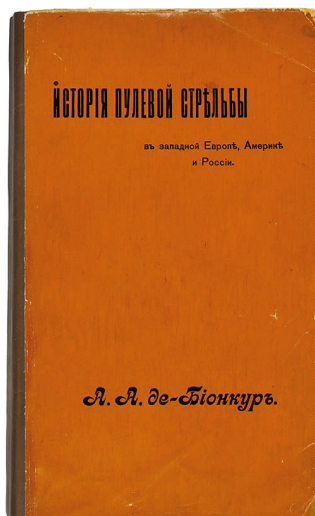 ИСТОРІЯ ПУЛЕВОЙ СТРѢЛЬБЫ
въ западной Европѣ, Америкѣ
и Россіи.
А. А. де-Біонкуръ.